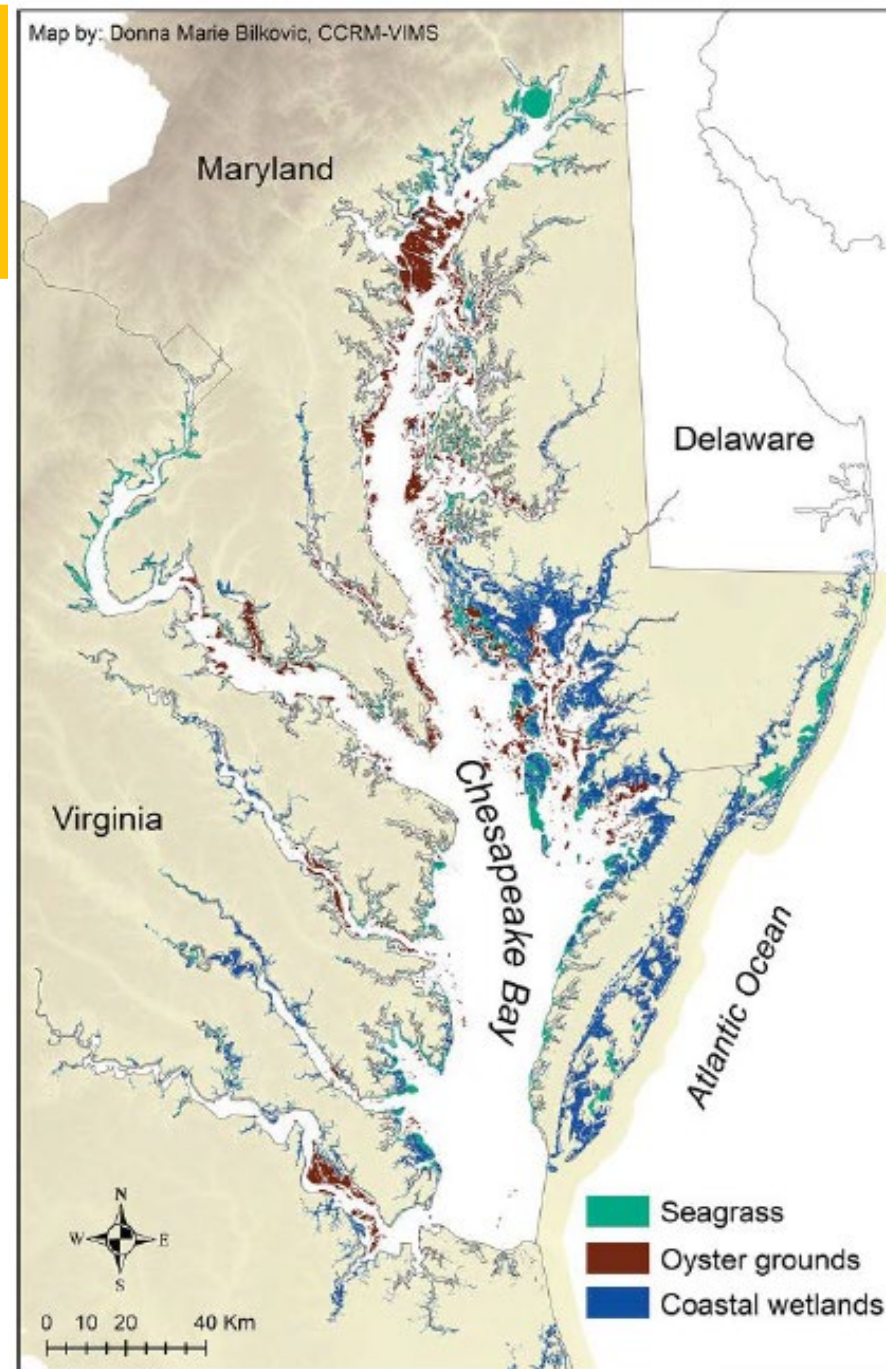 Map by: Donna Marie Bilkovic, CCRM-VIMS
Maryland
Delaware
Virginia
Chesapeake Bay
Atlantic Ocean
N
W E
S
0 10 20 40 Km
Seagrass
Oyster grounds
Coastal wetlands